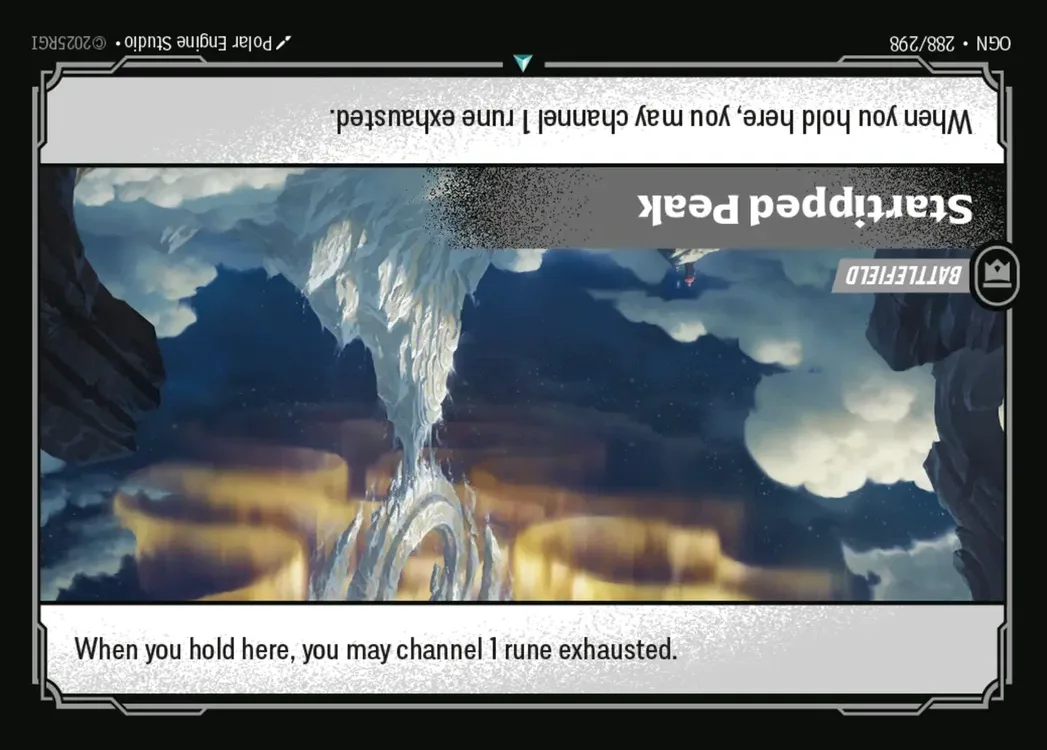 When you hold here, you may channel 1 rune exhausted.
BATTLEFIELD
Startipped Peak
When you hold here, you may channel 1 rune exhausted.
OGN • 288/298
Polar Engine Studio • ©2025RGI